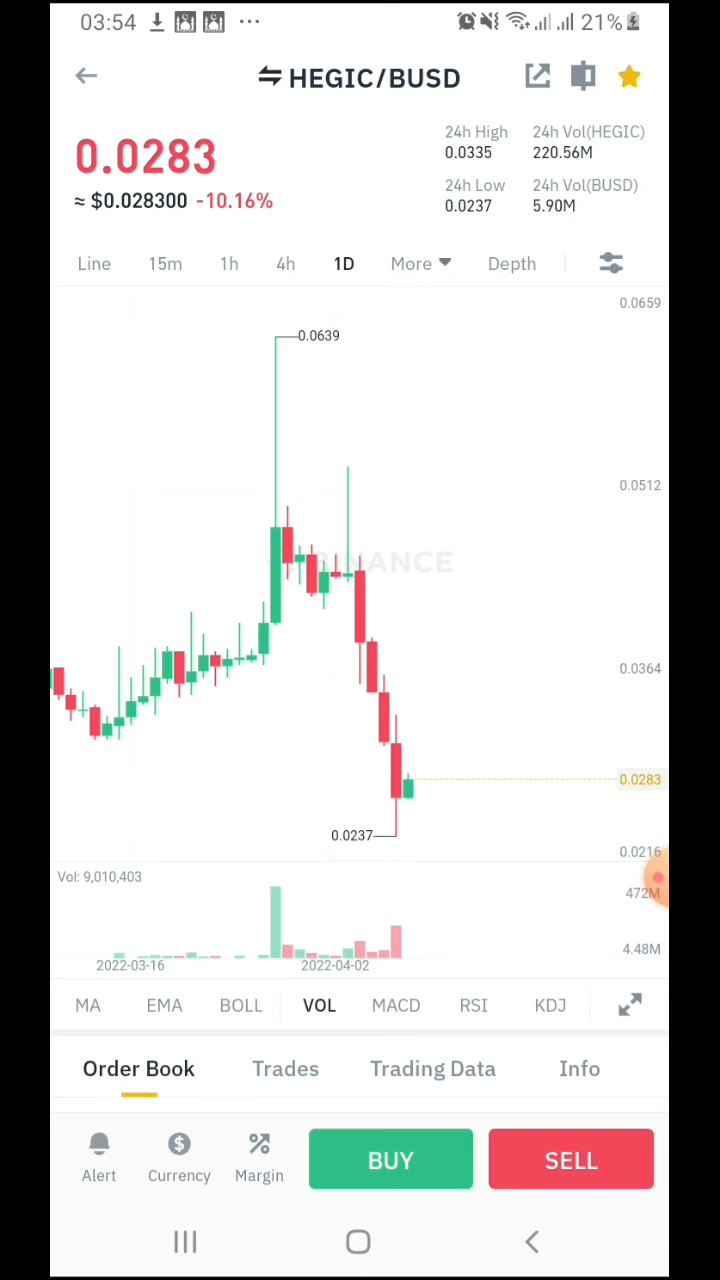 03:54 ... 21%
HEGIC/BUSD
0.0283
≈ $0.028300 -10.16%
24h High
0.0335
24h Vol(HEGIC)
220.56M
24h Low
0.0237
24h Vol(BUSD)
5.90M
Line 15m 1h 4h 1D More Depth
0.0659
0.0639
0.0512
BINANCE
0.0364
0.0283
0.0237
0.0216
Vol: 9,010,403
472M
4.48M
2022-03-16 2022-04-02
MA EMA BOLL VOL MACD RSI KDJ
Order Book Trades Trading Data Info
Alert Currency Margin BUY SELL